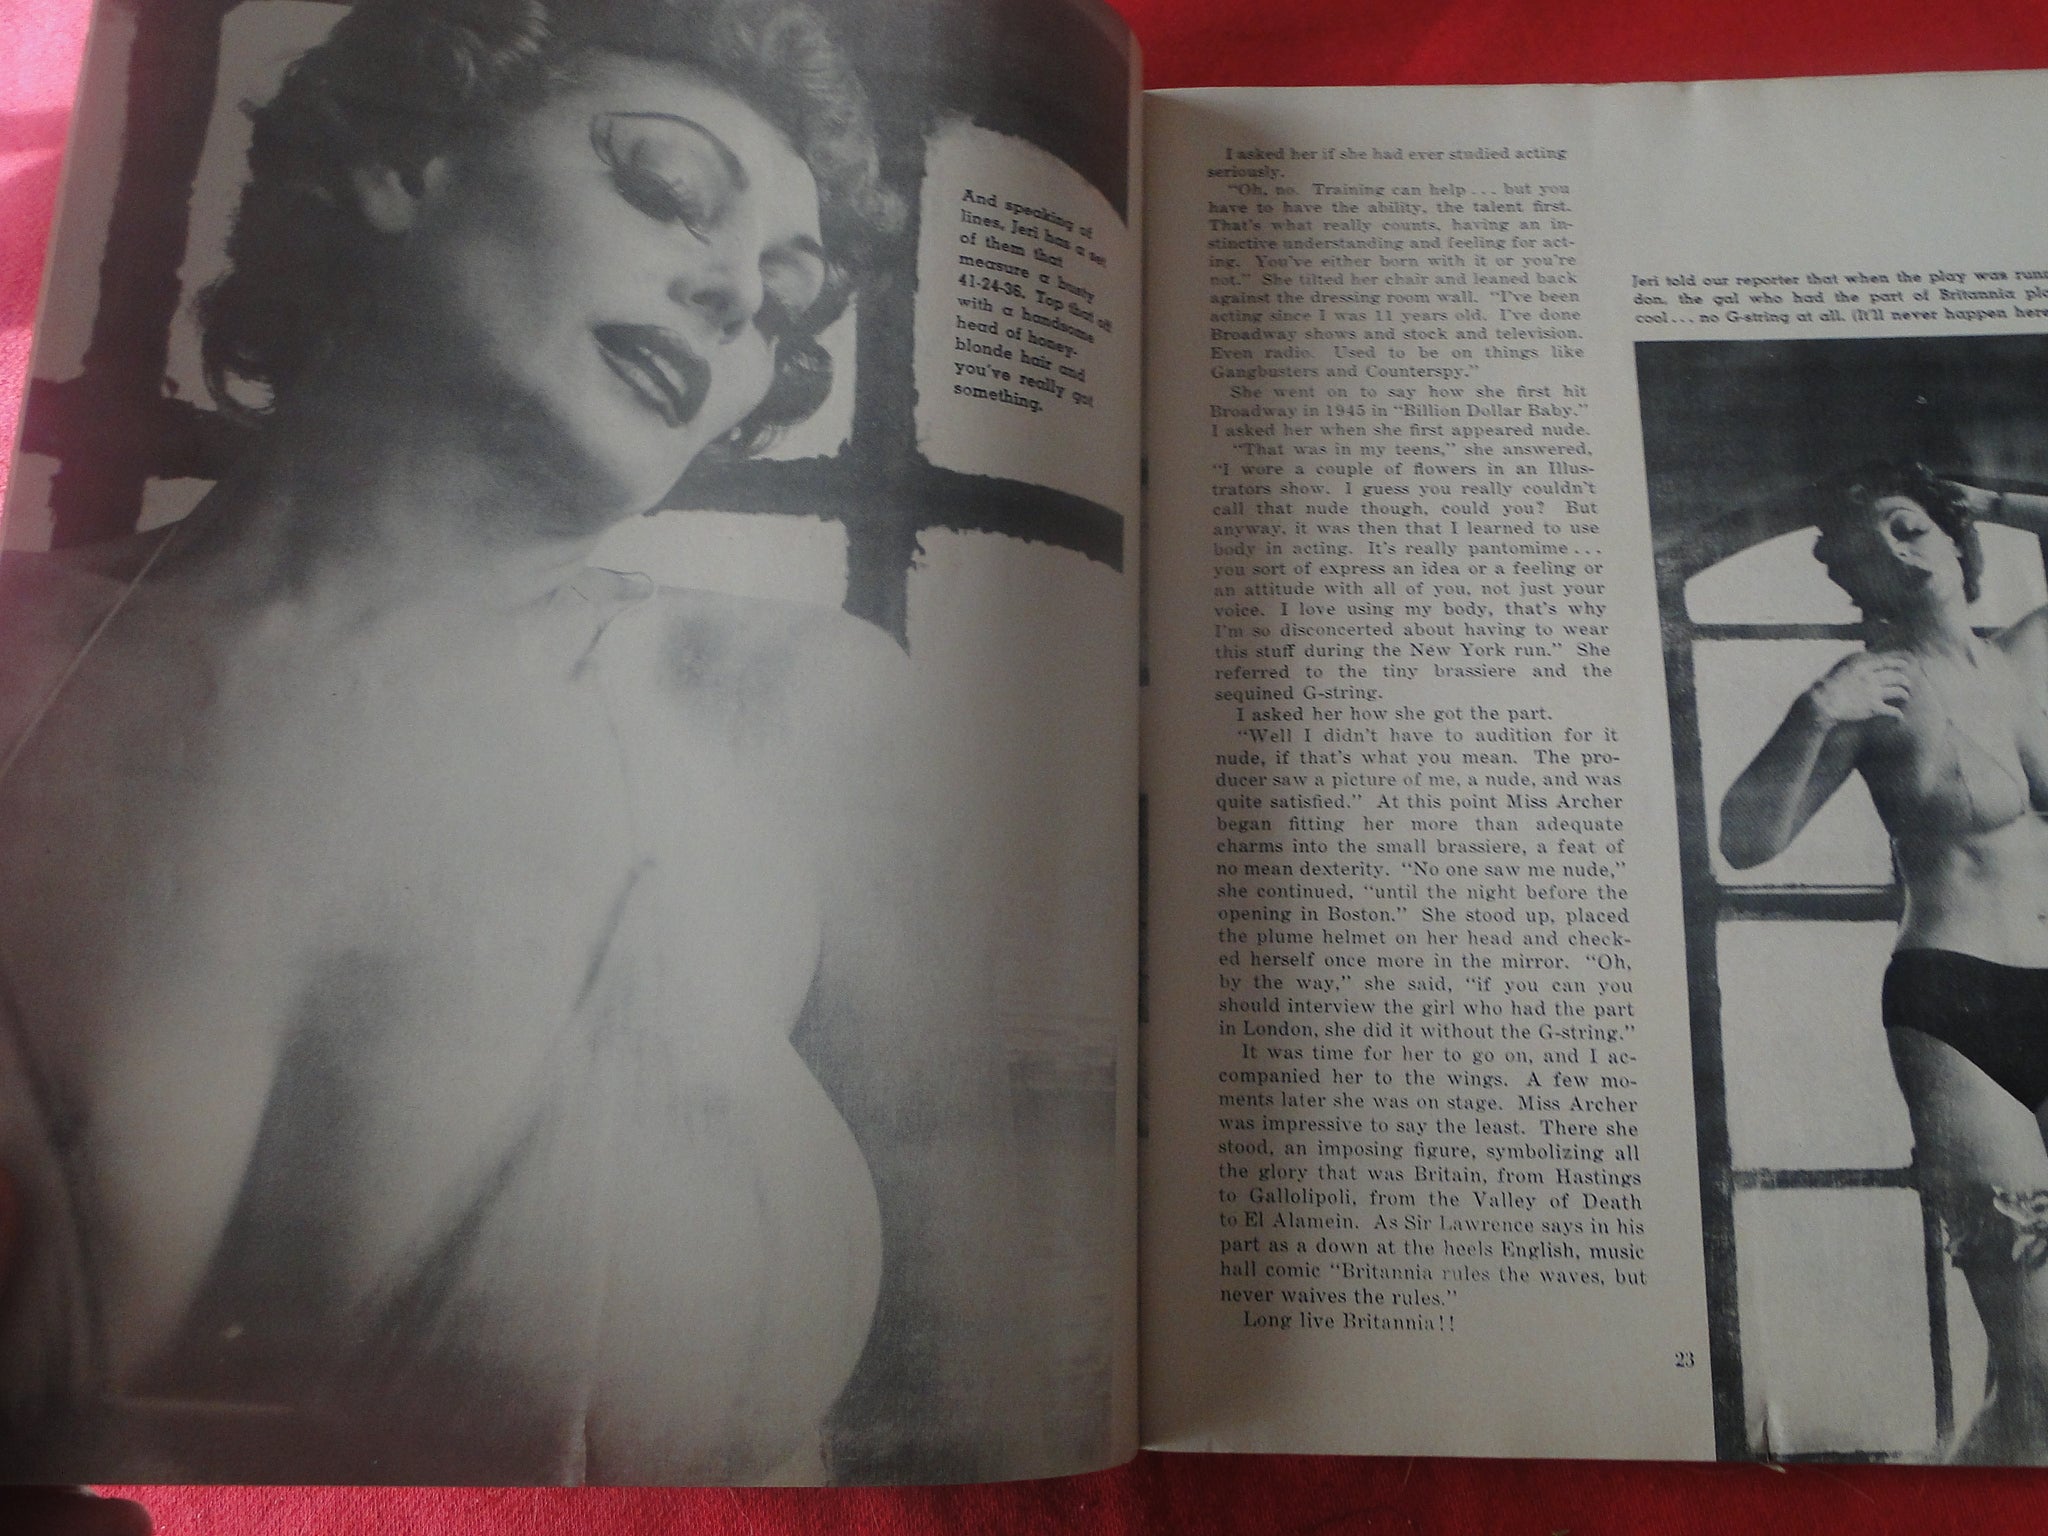 And speaking of
lines, Jeri has a set
of them that
measure a busty
41-24-36. Top that off
with a handsome
head of honey-
blonde hair and
you've really got
something.
I asked her if she had ever studied acting
seriously.
"Oh, no. Training can help . . . but you
have to have the ability, the talent first.
That's what really counts, having an in-
stinctive understanding and feeling for act-
ing. You've either born with it or you're
not." She tilted her chair and leaned back
against the dressing room wall. "I've been
acting since I was 11 years old. I've done
Broadway shows and stock and television.
Even radio. Used to be on things like
Gangbusters and Counterspy."
She went on to say how she first hit
Broadway in 1945 in "Billion Dollar Baby."
I asked her when she first appeared nude.
"That was in my teens," she answered,
"I wore a couple of flowers in an Illus-
trators show. I guess you really couldn't
call that nude though, could you? But
anyway, it was then that I learned to use
body in acting. It's really pantomime . . .
you sort of express an idea or a feeling or
an attitude with all of you, not just your
voice. I love using my body, that's why
I'm so disconcerted about having to wear
this stuff during the New York run." She
referred to the tiny brassiere and the
sequined G-string.
I asked her how she got the part.
"Well I didn't have to audition for it
nude, if that's what you mean. The pro-
ducer saw a picture of me, a nude, and was
quite satisfied." At this point Miss Archer
began fitting her more than adequate
charms into the small brassiere, a feat of
no mean dexterity. "No one saw me nude,"
she continued, "until the night before the
opening in Boston." She stood up, placed
the plume helmet on her head and check-
ed herself once more in the mirror. "Oh,
by the way," she said, "if you can you
should interview the girl who had the part
in London, she did it without the G-string."
It was time for her to go on, and I ac-
companied her to the wings. A few mo-
ments later she was on stage. Miss Archer
was impressive to say the least. There she
stood, an imposing figure, symbolizing all
the glory that was Britain, from Hastings
to Gallolipoli, from the Valley of Death
to El Alamein. As Sir Lawrence says in his
part as a down at the heels English, music
hall comic "Britannia rules the waves, but
never waives the rules."
Long live Britannia!!
Jeri told our reporter that when the play was
don, the gal who had the part of Britannia
cool . . . no G-string at all. (It'll never happen here
23